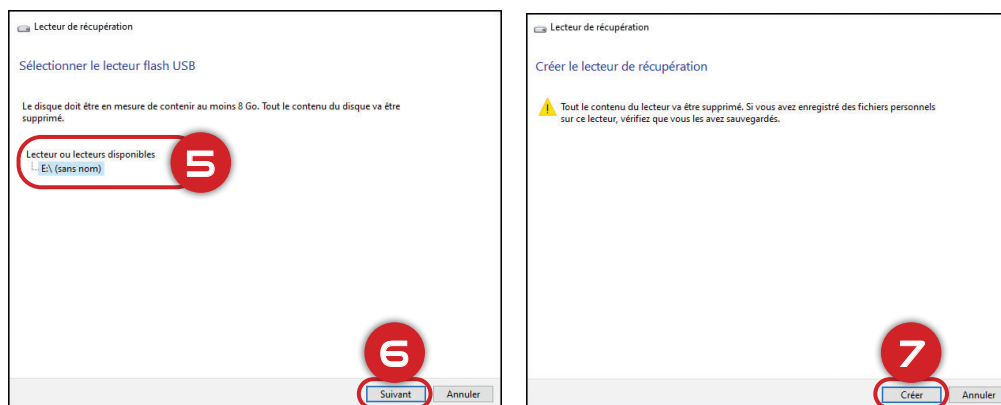 Lecteur de récupération
Sélectionner le lecteur flash USB
Le disque doit être en mesure de contenir au moins 8 Go. Tout le contenu du disque va être
supprimé.
Lecteur ou lecteurs disponibles
E:\ (sans nom)
5
6
Suivant Annuler
Lecteur de récupération
Créer le lecteur de récupération
Tout le contenu du lecteur va être supprimé. Si vous avez enregistré des fichiers personnels
sur ce lecteur, vérifiez que vous les avez sauvegardés.
7
Créer Annuler